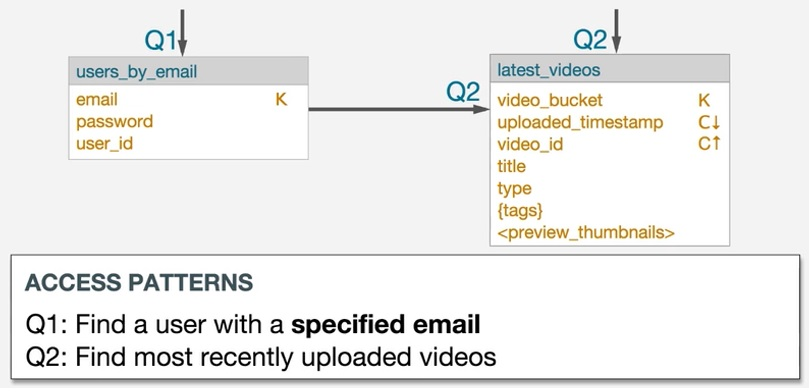 Q1
Q2
users_by_email
email K
password
user_id
Q2
latest_videos
video_bucket K
uploaded_timestamp C↓
video_id C↑
title
type
{tags}
<preview_thumbnails>
ACCESS PATTERNS
Q1: Find a user with a specified email
Q2: Find most recently uploaded videos